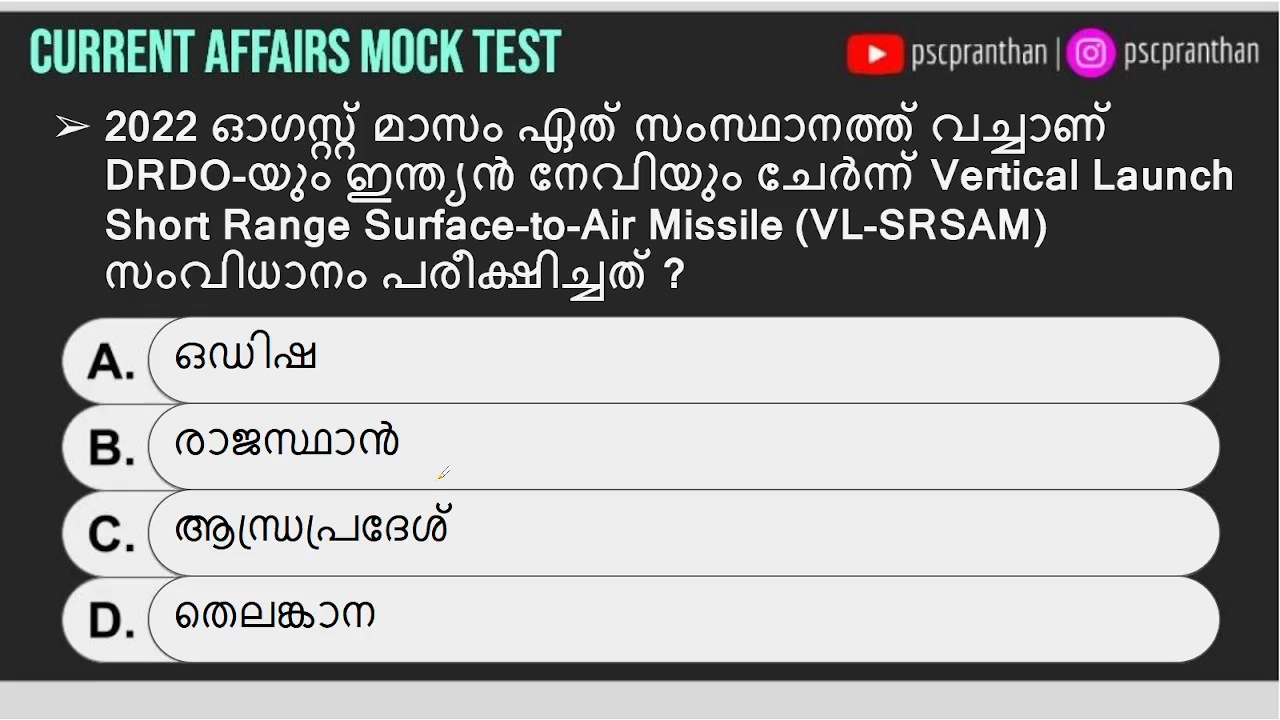 CURRENT AFFAIRS MOCK TEST
pscpranthan | pscpranthan
➢ 2022 ഓഗസ്റ്റ് മാസം ഏത് സംസ്ഥാനത്ത് വച്ചാണ്
DRDO-യും ഇന്ത്യൻ നേവിയും ചേർന്ന് Vertical Launch
Short Range Surface-to-Air Missile (VL-SRSAM)
സംവിധാനം പരീക്ഷിച്ചത് ?
A. ഒഡിഷ
B. രാജസ്ഥാൻ
C. ആന്ധ്രപ്രദേശ്
D. തെലങ്കാന